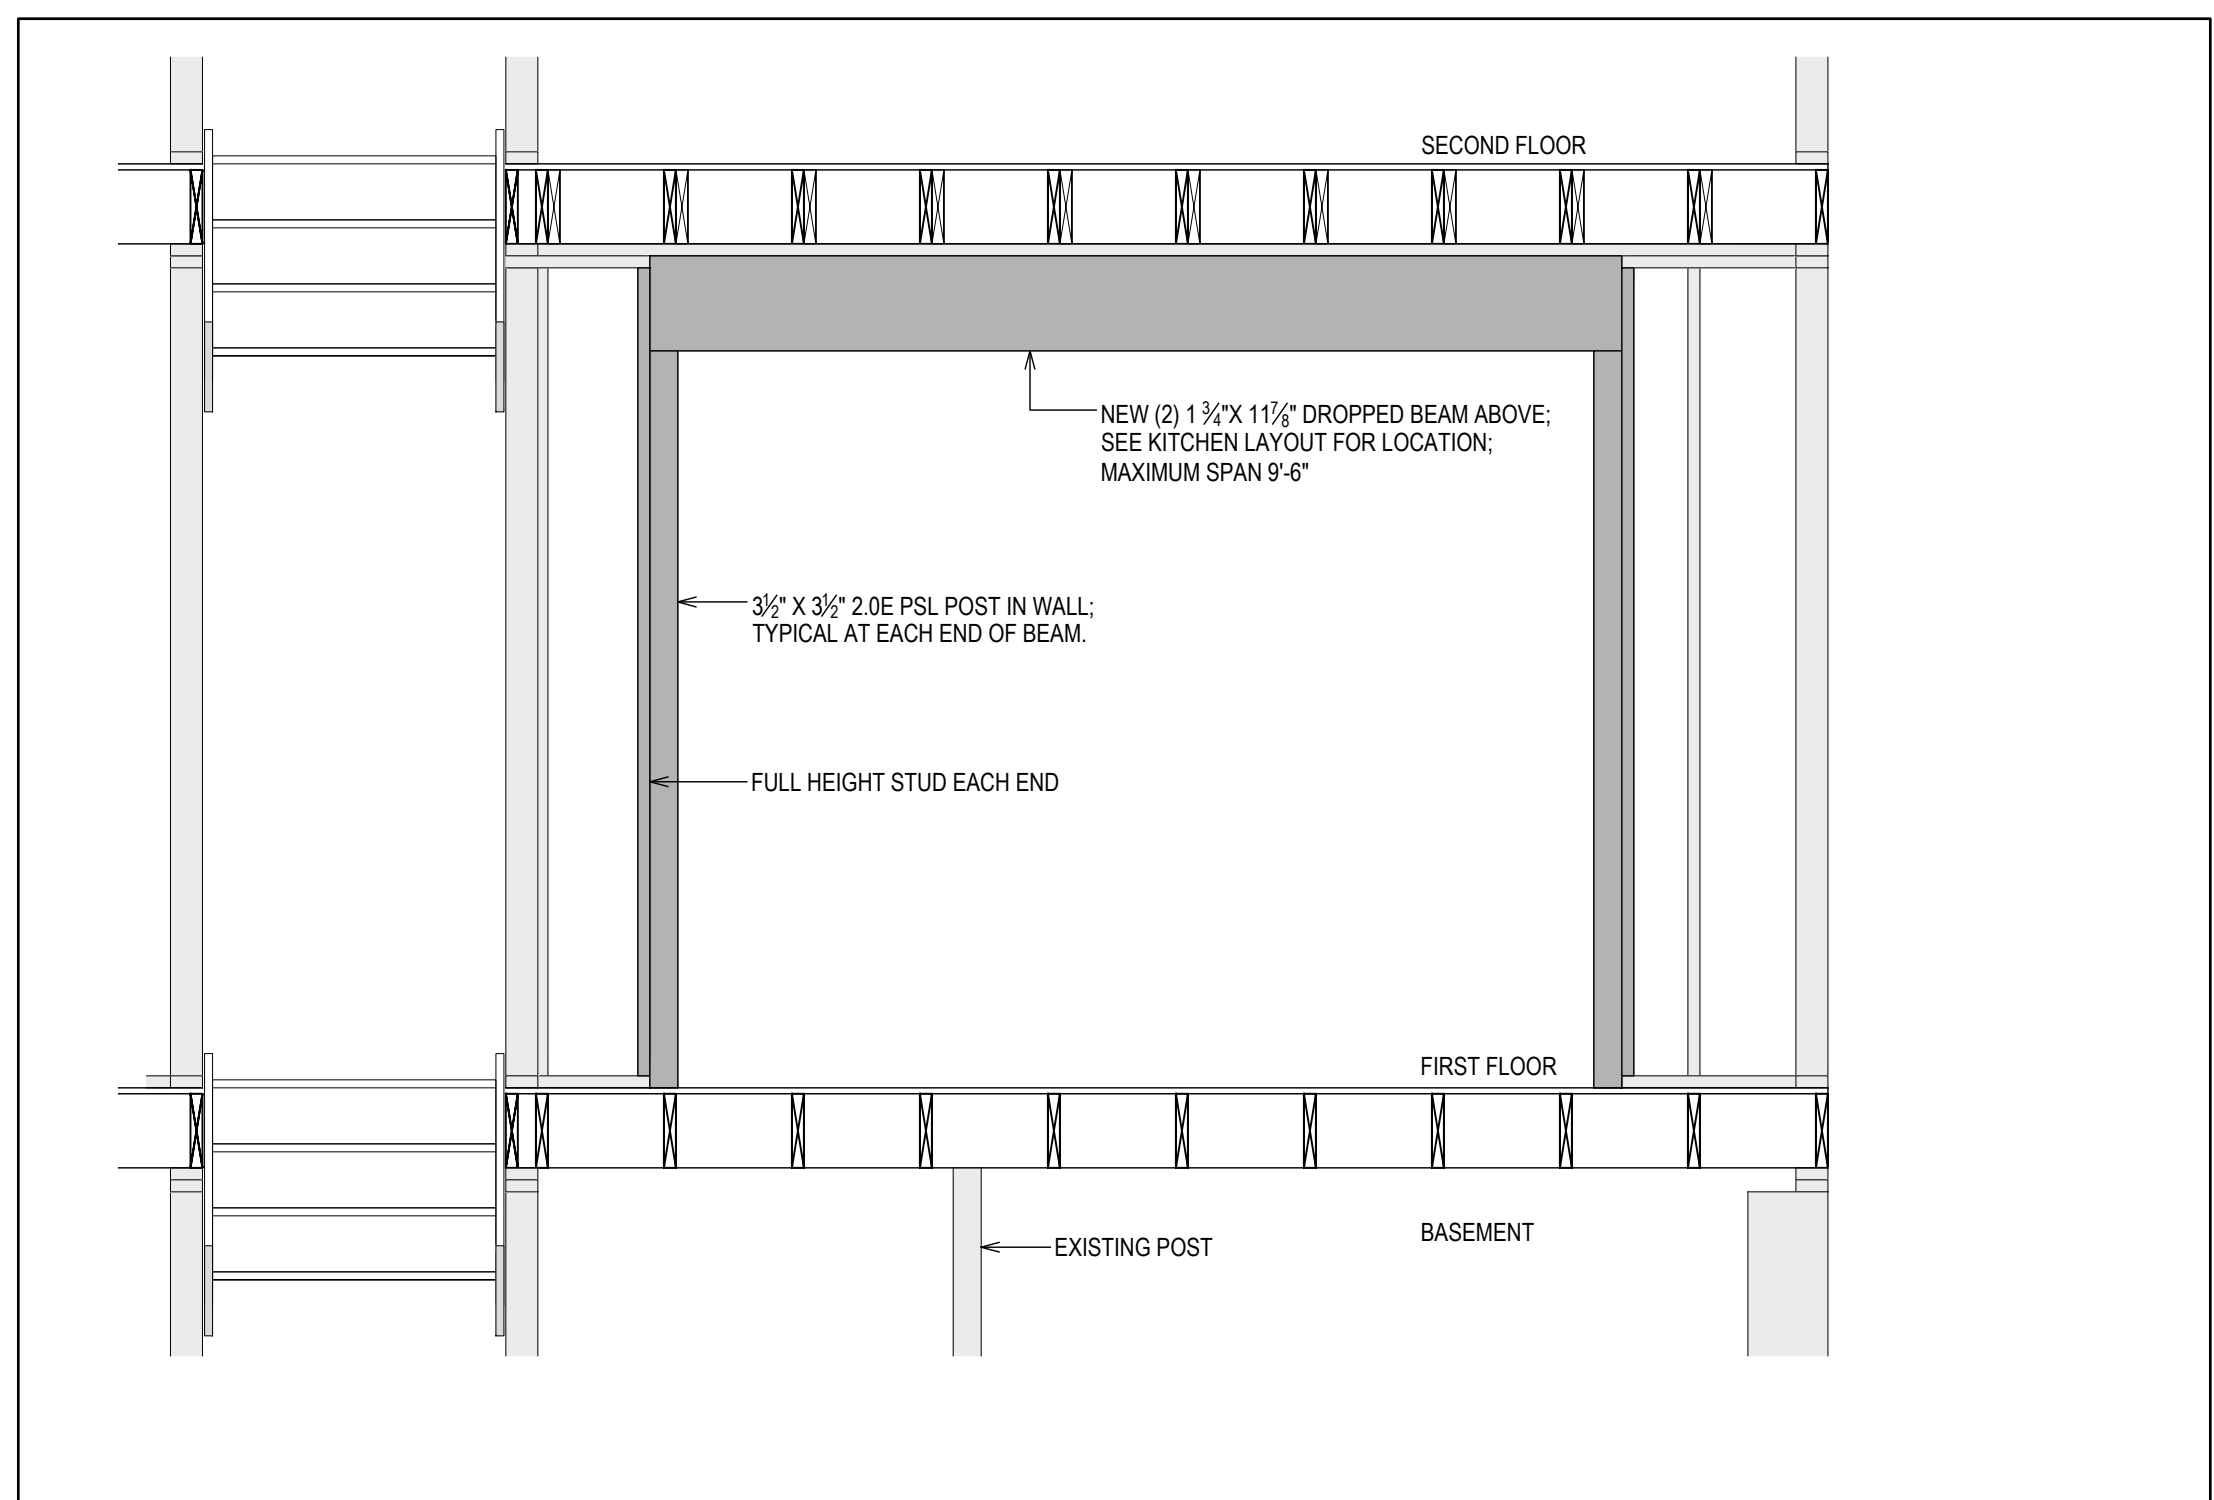 SECOND FLOOR
NEW (2) 1 ¾"X 11⅞" DROPPED BEAM ABOVE;
SEE KITCHEN LAYOUT FOR LOCATION;
MAXIMUM SPAN 9'-6"
3½" X 3½" 2.0E PSL POST IN WALL;
TYPICAL AT EACH END OF BEAM.
FULL HEIGHT STUD EACH END
FIRST FLOOR
BASEMENT
EXISTING POST